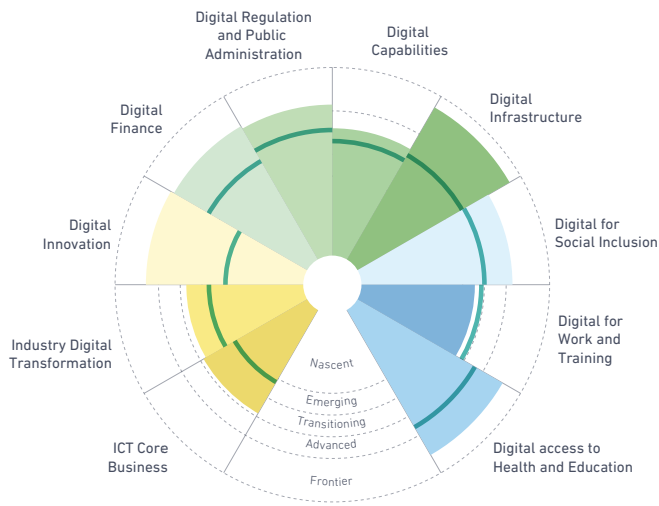 Digital Regulation
and Public
Administration
Digital
Capabilities
Digital
Infrastructure
Digital
Finance
Digital
Innovation
Digital for
Social Inclusion
Industry Digital
Transformation
Digital for
Work and
Training
ICT Core
Business
Digital access to
Health and Education
Nascent
Emerging
Transitioning
Advanced
Frontier